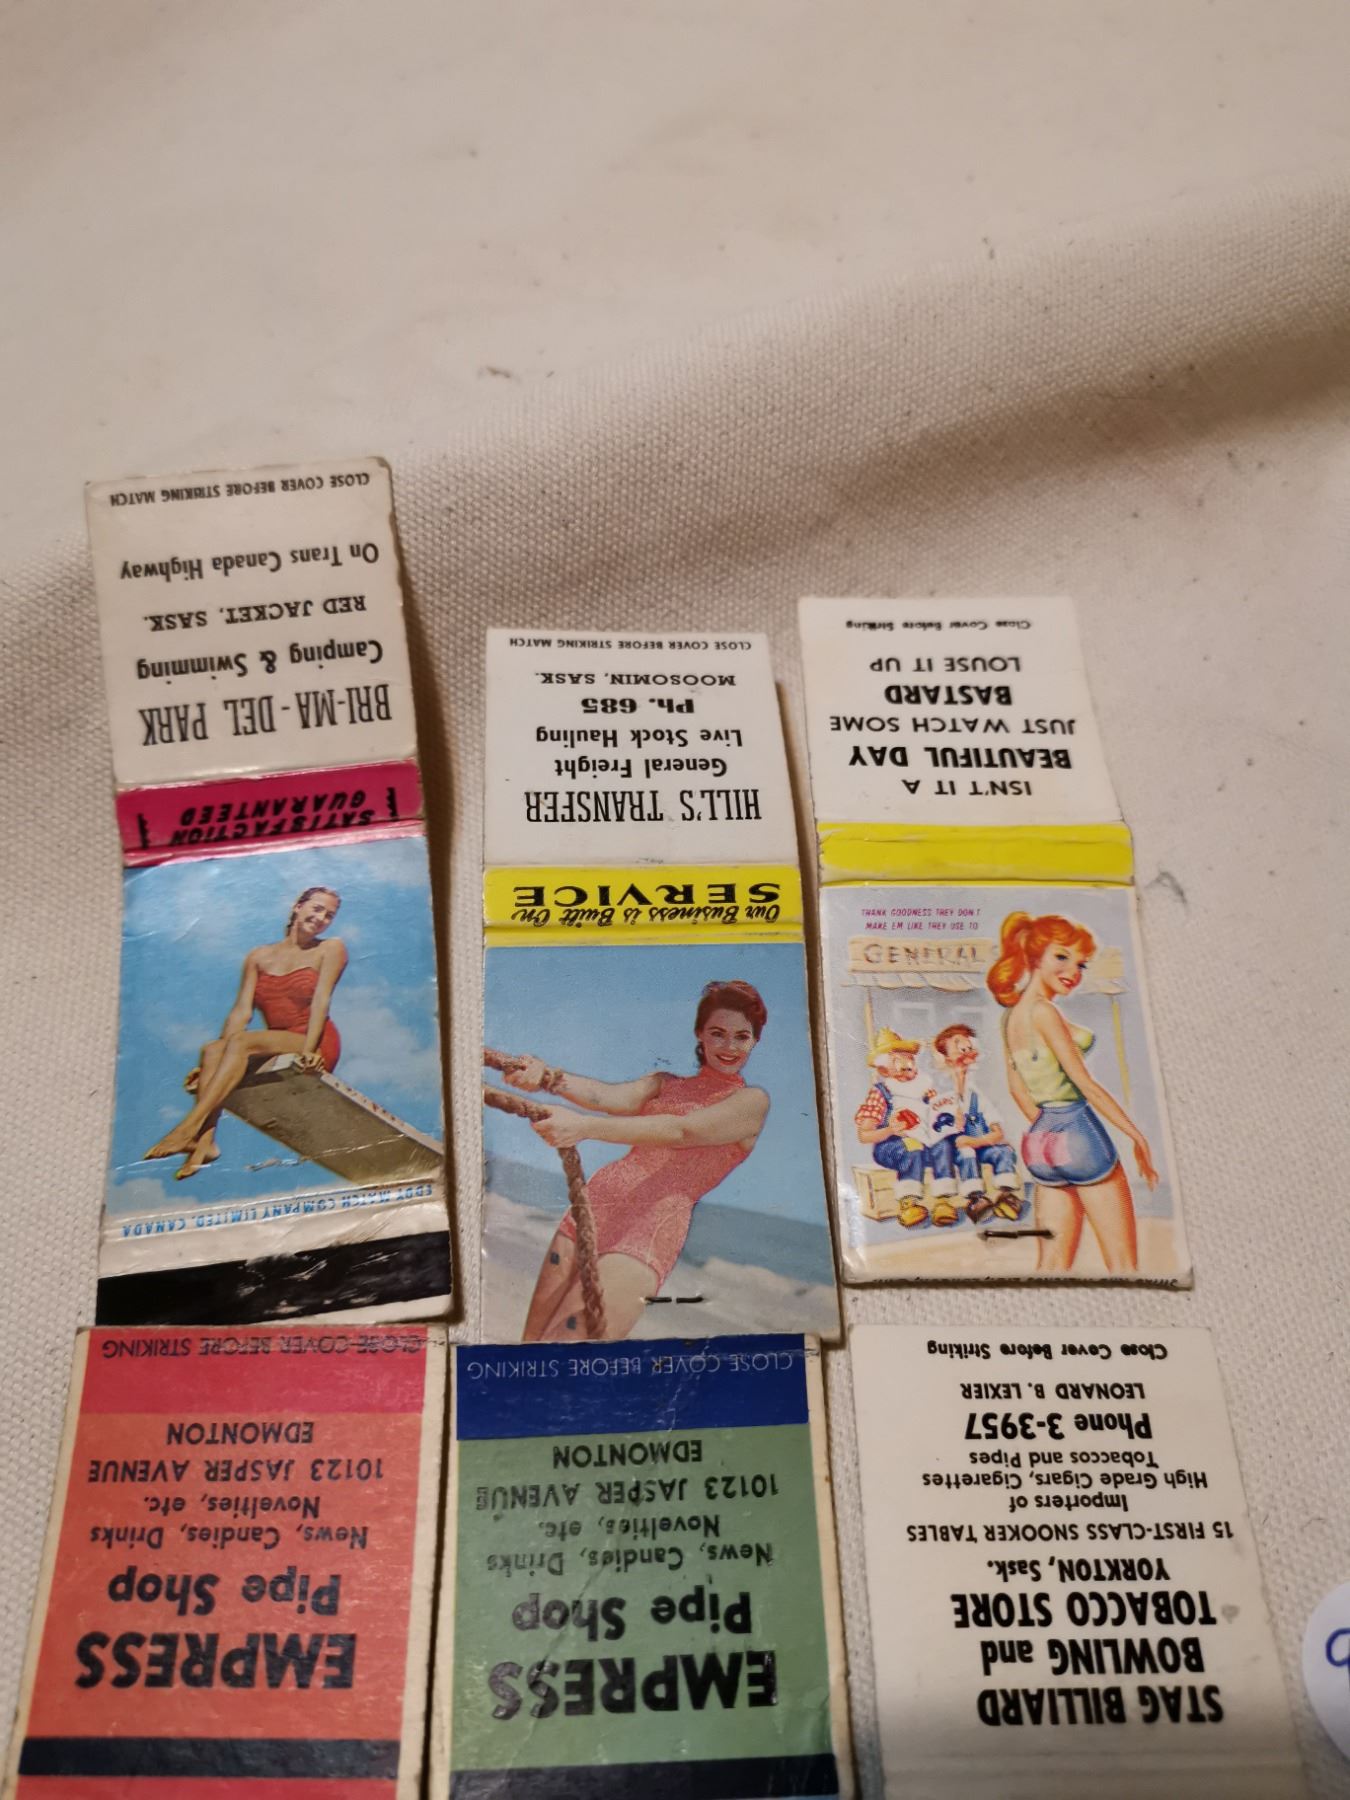 BRI-MA-DEL PARK
Camping & Swimming
RED JACKET, SASK.
On Trans Canada Highway
CLOSE COVER BEFORE STRIKING MATCH
SATISFACTION
GUARANTEED
EDDY MATCH COMPANY LIMITED, CANADA
HILL'S TRANSFER
General Freight
Live Stock Hauling
Ph. 685
MOOSOMIN, SASK.
CLOSE COVER BEFORE STRIKING MATCH
Our Business is Built On
SERVICE
ISN'T IT A
BEAUTIFUL DAY
JUST WATCH SOME
BASTARD
LOUSE IT UP
Close Cover Before Striking
THANK GOODNESS THEY DON'T
MAKE EM LIKE THEY USE TO
GENERAL
EMPRESS
Pipe Shop
News, Candies, Drinks
Novelties, etc.
10123 JASPER AVENUE
EDMONTON
CLOSE COVER BEFORE STRIKING
EMPRESS
Pipe Shop
News, Candies, Drinks
Novelties, etc.
10123 JASPER AVENUE
EDMONTON
CLOSE COVER BEFORE STRIKING
STAG BILLIARD
BOWLING and
TOBACCO STORE
YORKTON, Sask.
15 FIRST-CLASS SNOOKER TABLES
Importers of
High Grade Cigars, Cigarettes
Tobaccos and Pipes
Phone 3-3957
LEONARD B. LEXIER
Close Cover Before Striking